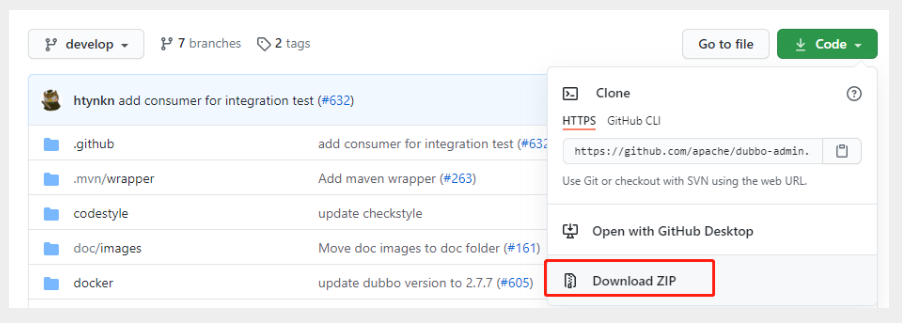 develop 7 branches 2 tags Go to file Code
htynkn add consumer for integration test (#632)
Clone
HTTPS GitHub CLI
https://github.com/apache/dubbo-admin.
Use Git or checkout with SVN using the web URL.
Open with GitHub Desktop
Download ZIP
.github add consumer for integration test (#632
.mvn/wrapper Add maven wrapper (#263)
codestyle update checkstyle
doc/images Move doc images to doc folder (#161)
docker update dubbo version to 2.7.7 (#605)